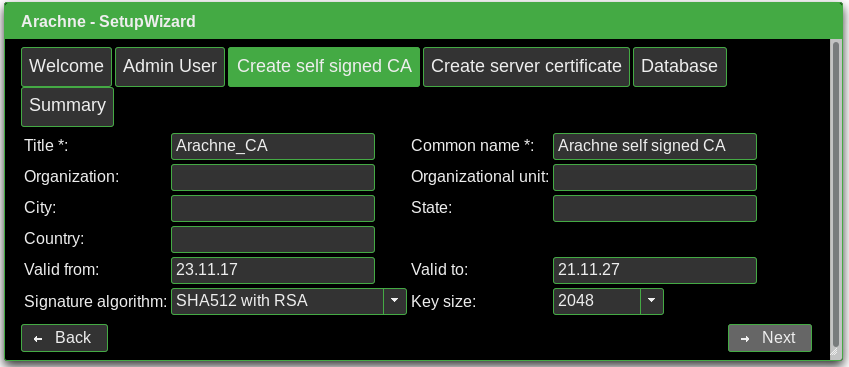 Arachne - SetupWizard
Welcome Admin User Create self signed CA Create server certificate Database
Summary
Title *: Arachne_CA Common name *: Arachne self signed CA
Organization: Organizational unit:
City: State:
Country:
Valid from: 23.11.17 Valid to: 21.11.27
Signature algorithm: SHA512 with RSA Key size: 2048
← Back → Next